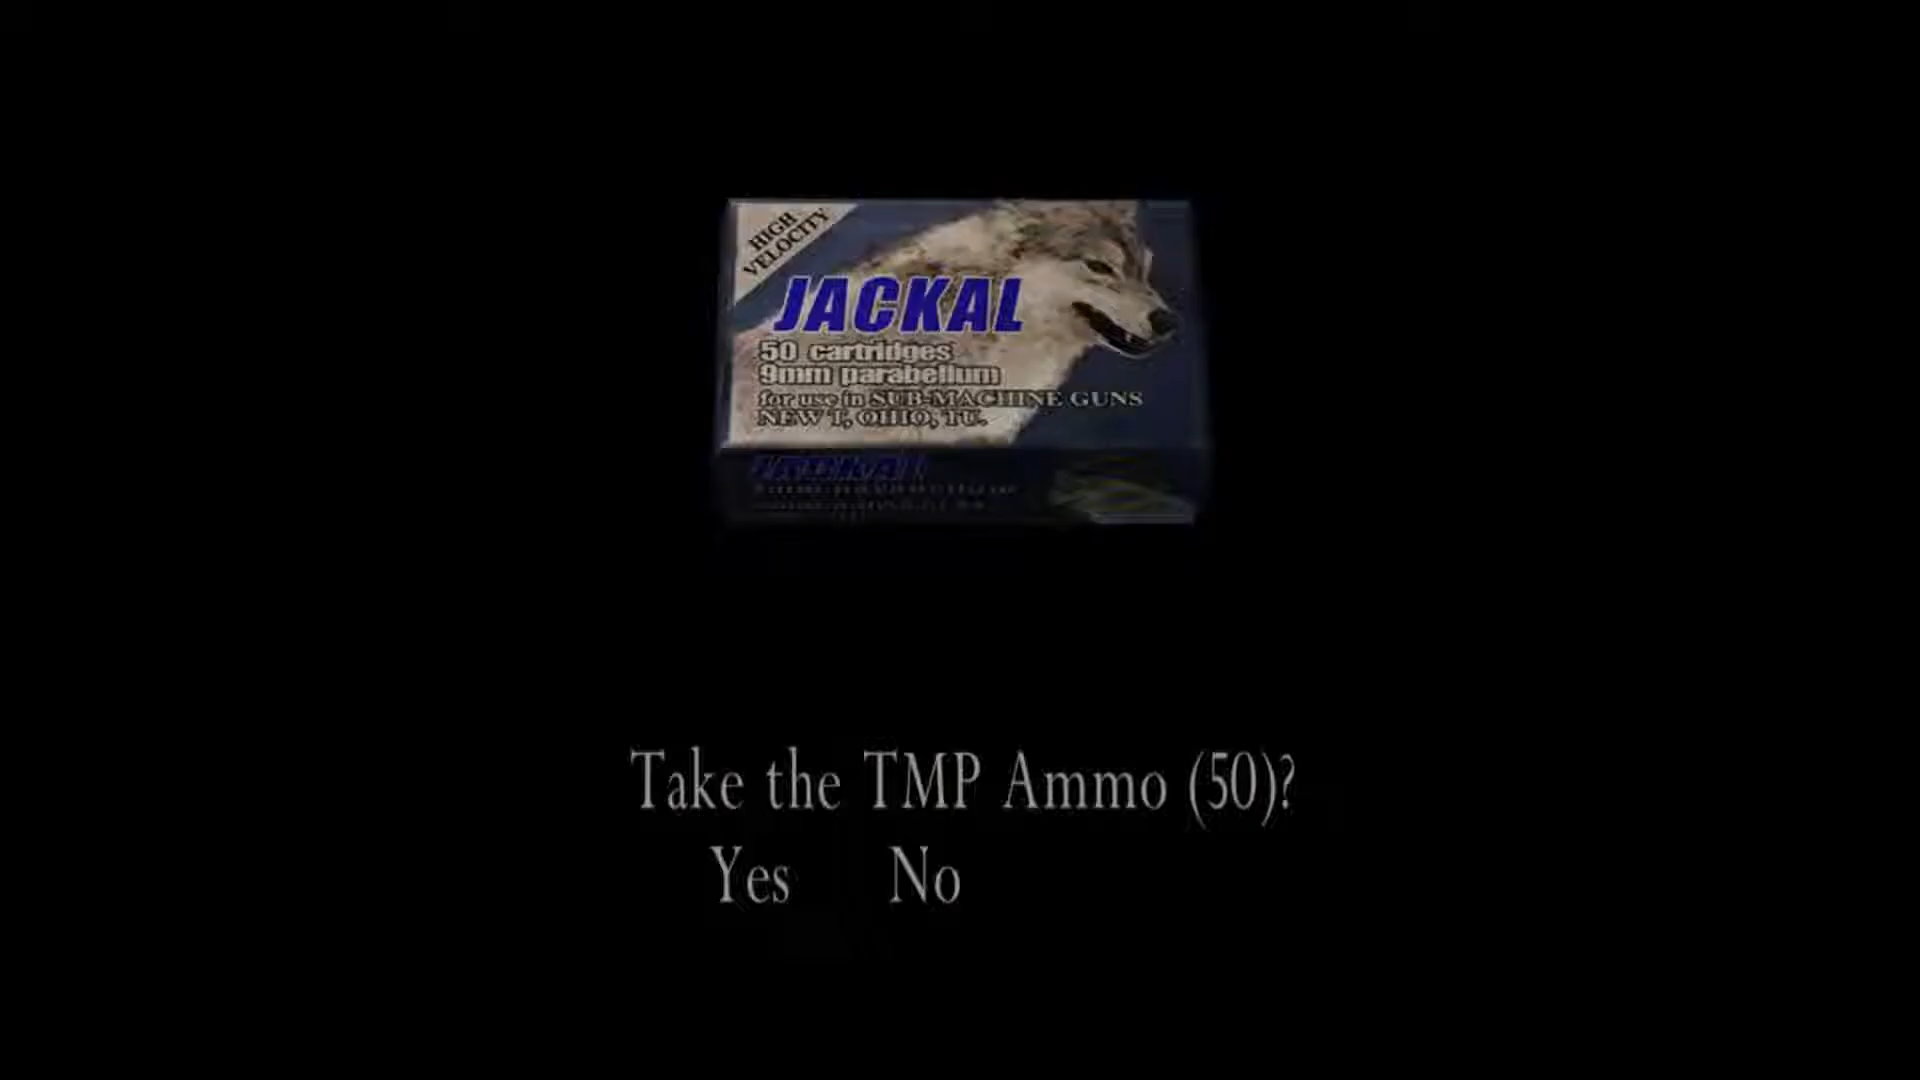 HIGH
VELOCITY
JACKAL
50 cartridges
9mm parabellum
for use in SUB-MACHINE GUNS
NEW T, OHIO, TU.
JACKAL
Take the TMP Ammo (50)?
Yes No